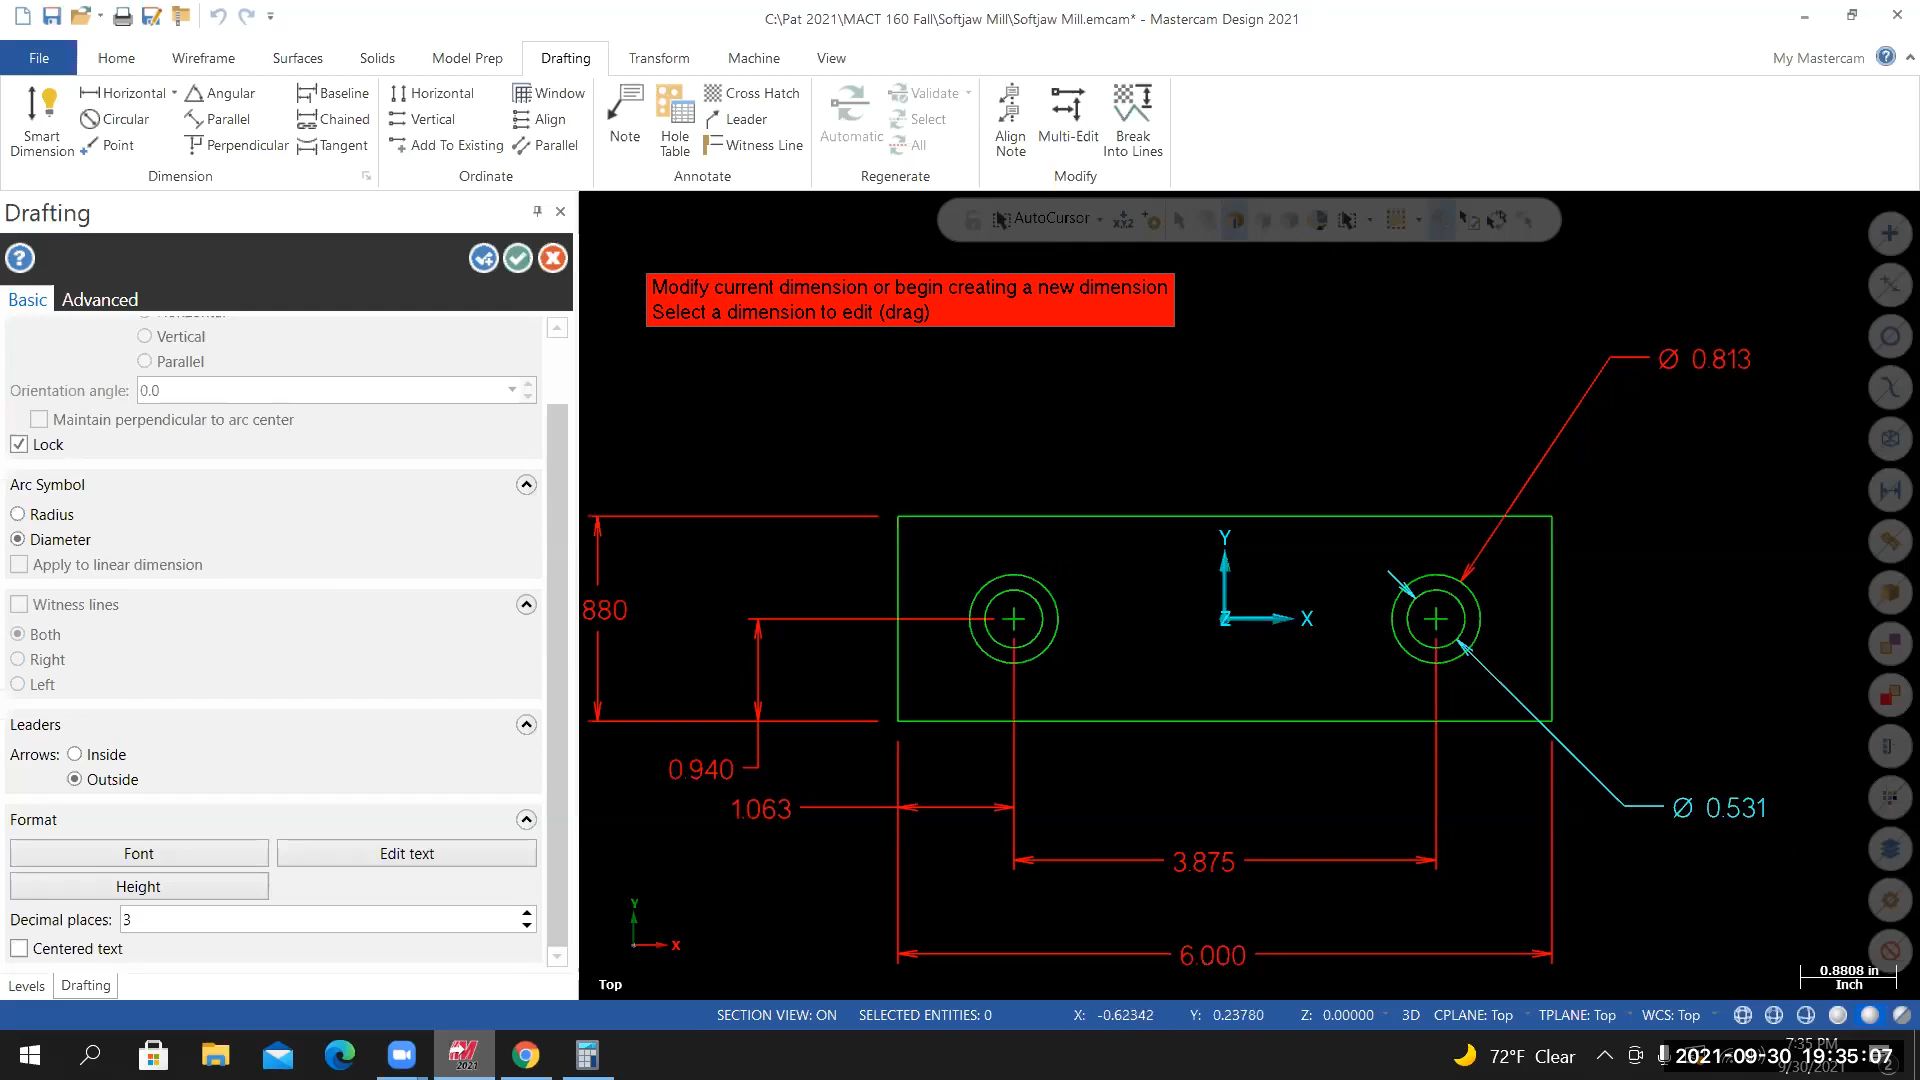 C:\Pat 2021\MACT 160 Fall\Softjaw Mill\Softjaw Mill.emcam* - Mastercam Design 2021
File Home Wireframe Surfaces Solids Model Prep Drafting Transform Machine View My Mastercam
Smart Dimension
Horizontal
Circular
Point
Angular
Parallel
Perpendicular
Baseline
Chained
Tangent
Dimension
Horizontal
Vertical
Add To Existing
Window
Align
Parallel
Ordinate
Note
Hole Table
Cross Hatch
Leader
Witness Line
Annotate
Automatic
Validate
Select
All
Regenerate
Align Note
Multi-Edit
Break Into Lines
Modify
Drafting
Basic Advanced
Vertical
Parallel
Orientation angle: 0.0
Maintain perpendicular to arc center
Lock
Arc Symbol
Radius
Diameter
Apply to linear dimension
Witness lines
Both
Right
Left
Leaders
Arrows: Inside
Outside
Format
Font Edit text
Height
Decimal places: 3
Centered text
Levels Drafting
AutoCursor
Modify current dimension or begin creating a new dimension
Select a dimension to edit (drag)
Ø 0.813
Y
X
Z
880
0.940
1.063
3.875
6.000
Ø 0.531
Y
X
Top
0.8808 in
Inch
SECTION VIEW: ON SELECTED ENTITIES: 0 X: -0.62342 Y: 0.23780 Z: 0.00000 3D CPLANE: Top TPLANE: Top WCS: Top
2021
72°F Clear
7:35 PM
2021-09-30 19:35:07
9/30/2021
2